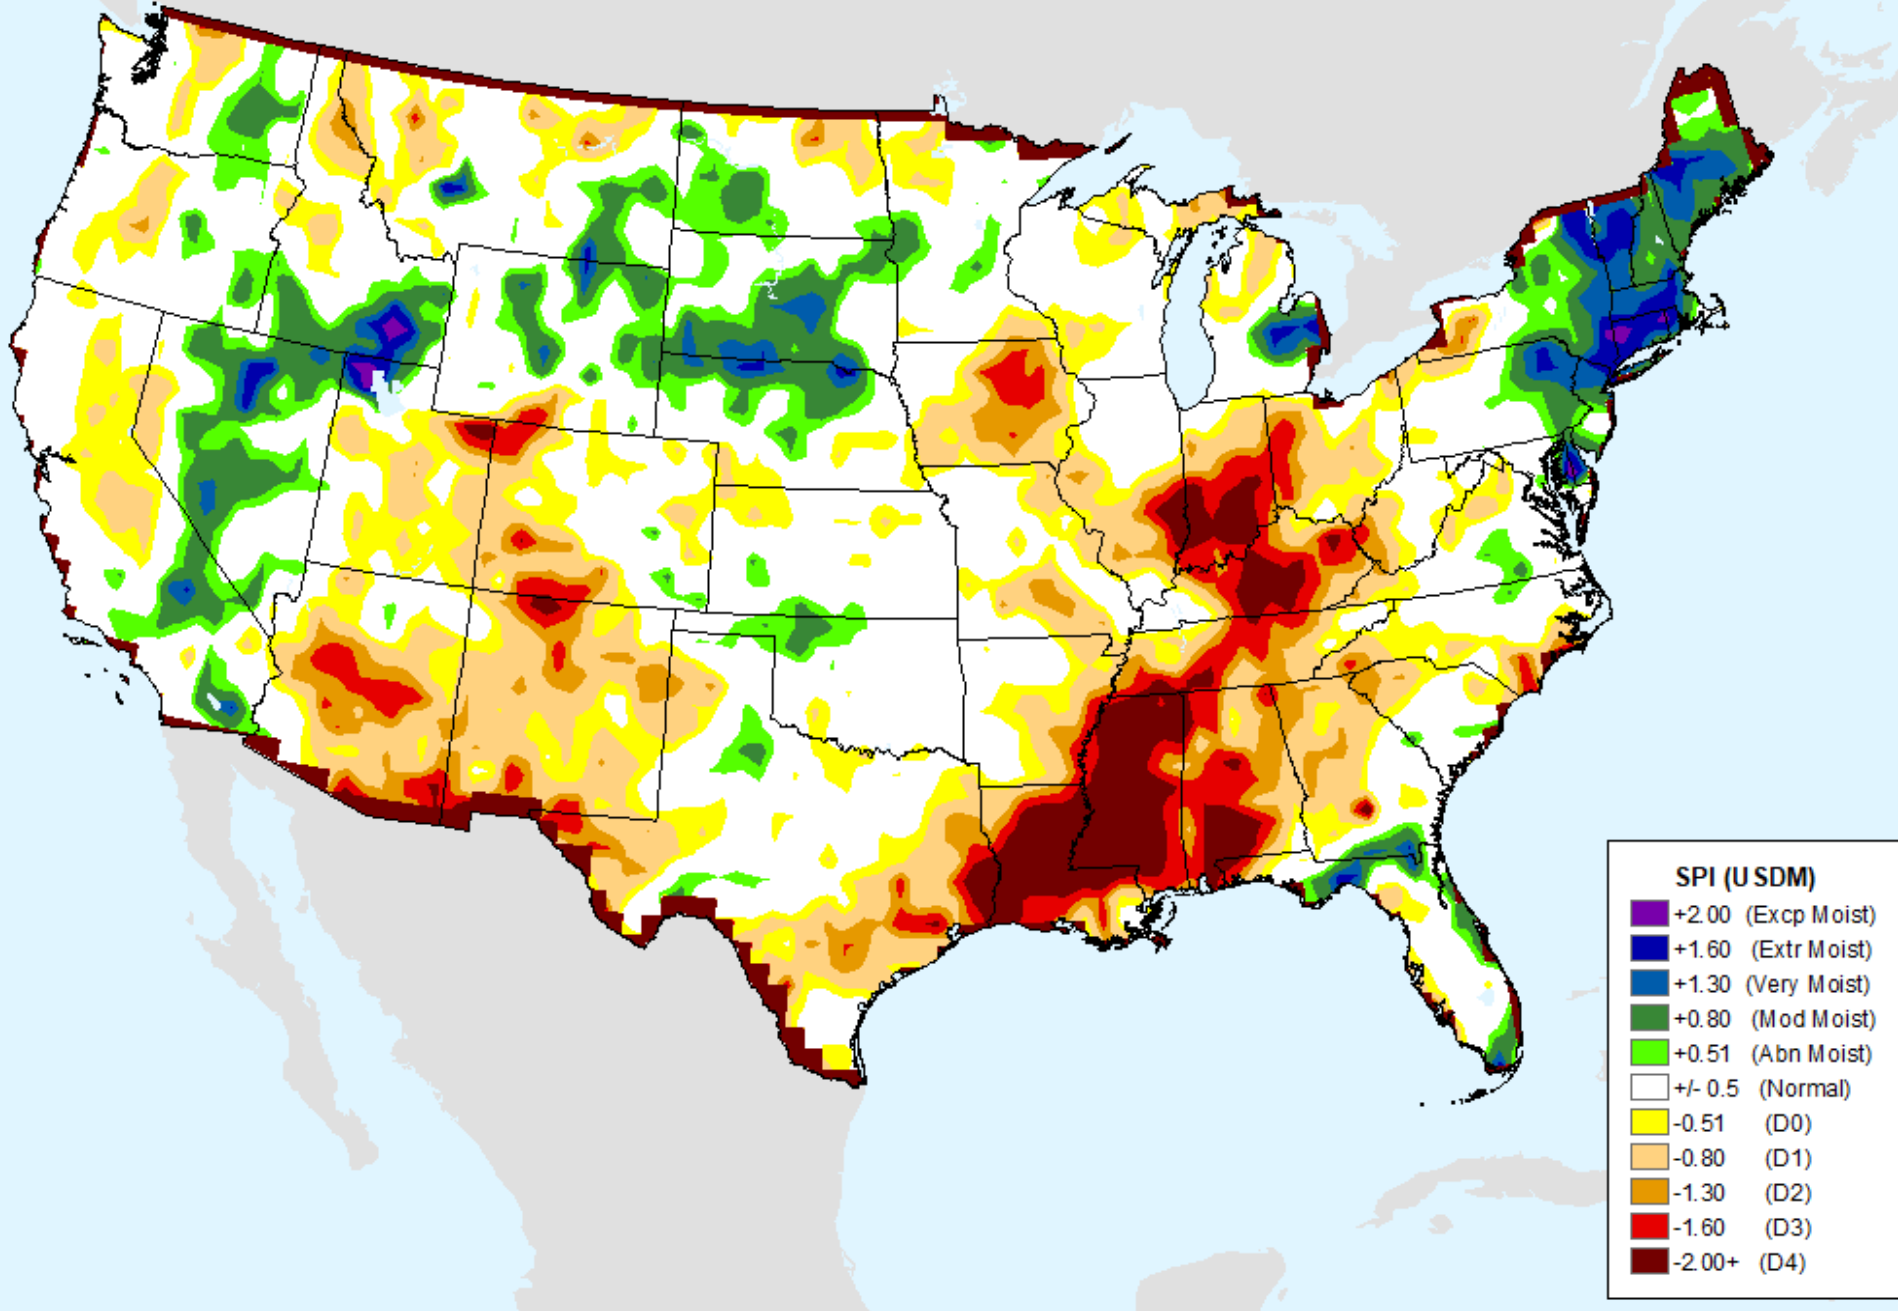 SPI (USDM)
+2.00 (Excp Moist)
+1.60 (Extr Moist)
+1.30 (Very Moist)
+0.80 (Mod Moist)
+0.51 (Abn Moist)
+/- 0.5 (Normal)
-0.51 (D0)
-0.80 (D1)
-1.30 (D2)
-1.60 (D3)
-2.00+ (D4)